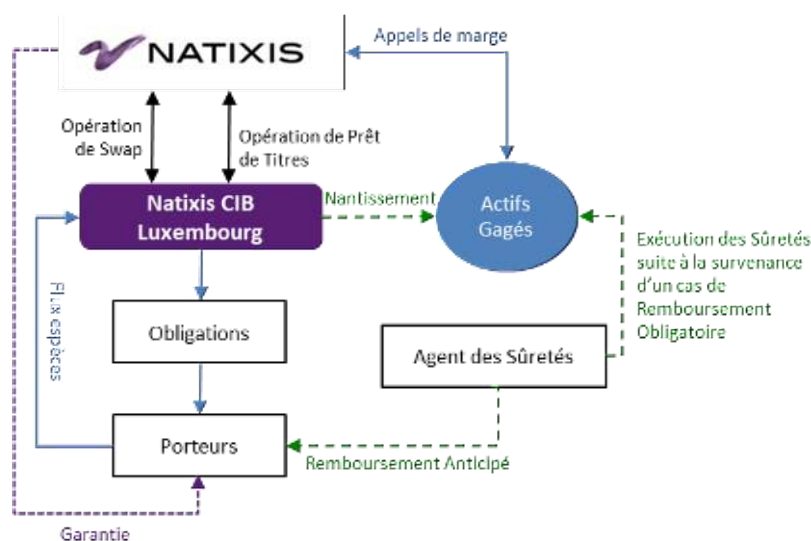 NATIXIS
Appels de marge
Opération
de Swap
Opération de Prêt
de Titres
Natixis CIB
Luxembourg
Nantissement
Actifs
Gagés
Exécution des Sûretés
suite à la survenance
d'un cas de
Remboursement
Obligatoire
Flux espèces
Obligations
Agent des Sûretés
Porteurs
Remboursement Anticipé
Garantie